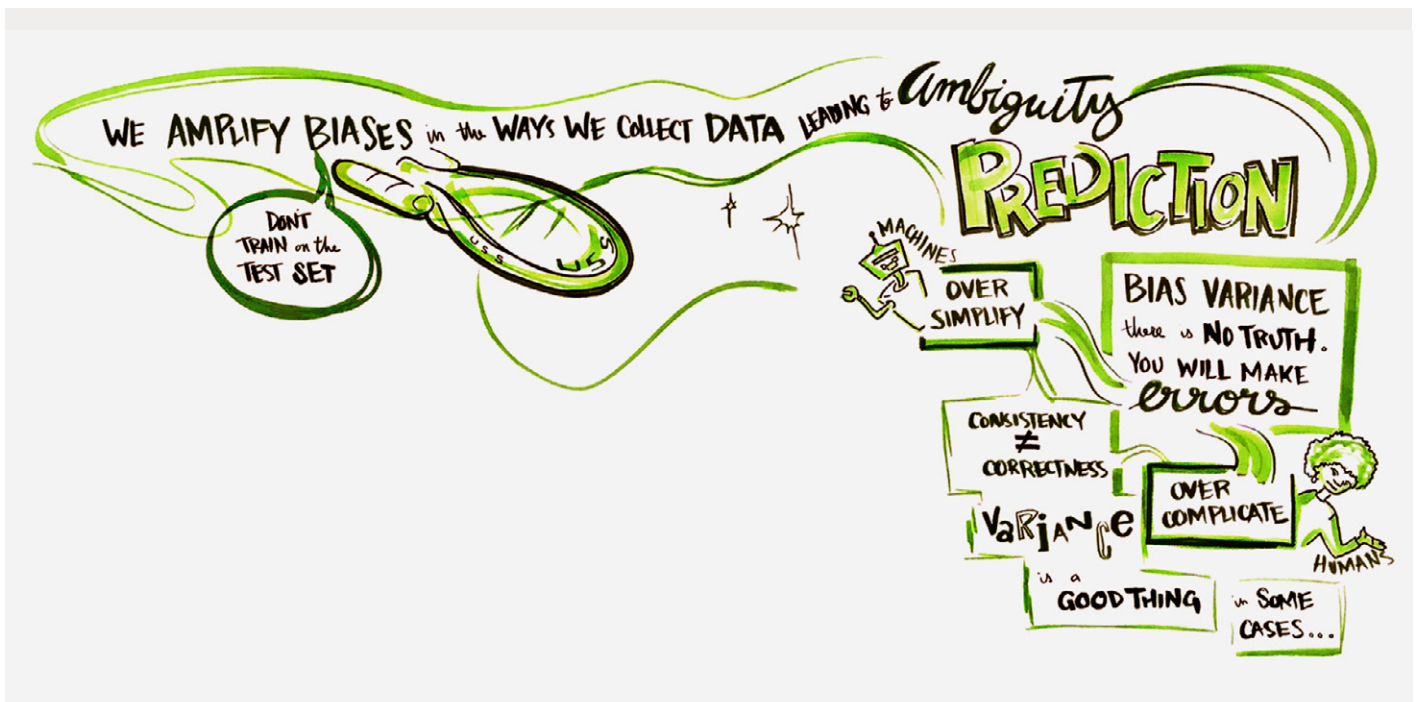 WE AMPLIFY BIASES in the WAYS WE COLLECT DATA LEADING to ambiguity
PREDICTION
DON'T
TRAIN on the
TEST SET
USS
USS
MACHINES
OVER
SIMPLIFY
BIAS VARIANCE
there is NO TRUTH.
YOU WILL MAKE
errors
CONSISTENCY
≠
CORRECTNESS
OVER
COMPLICATE
HUMANS
VaRiANce
is a
GOOD THING
in SOME
CASES...